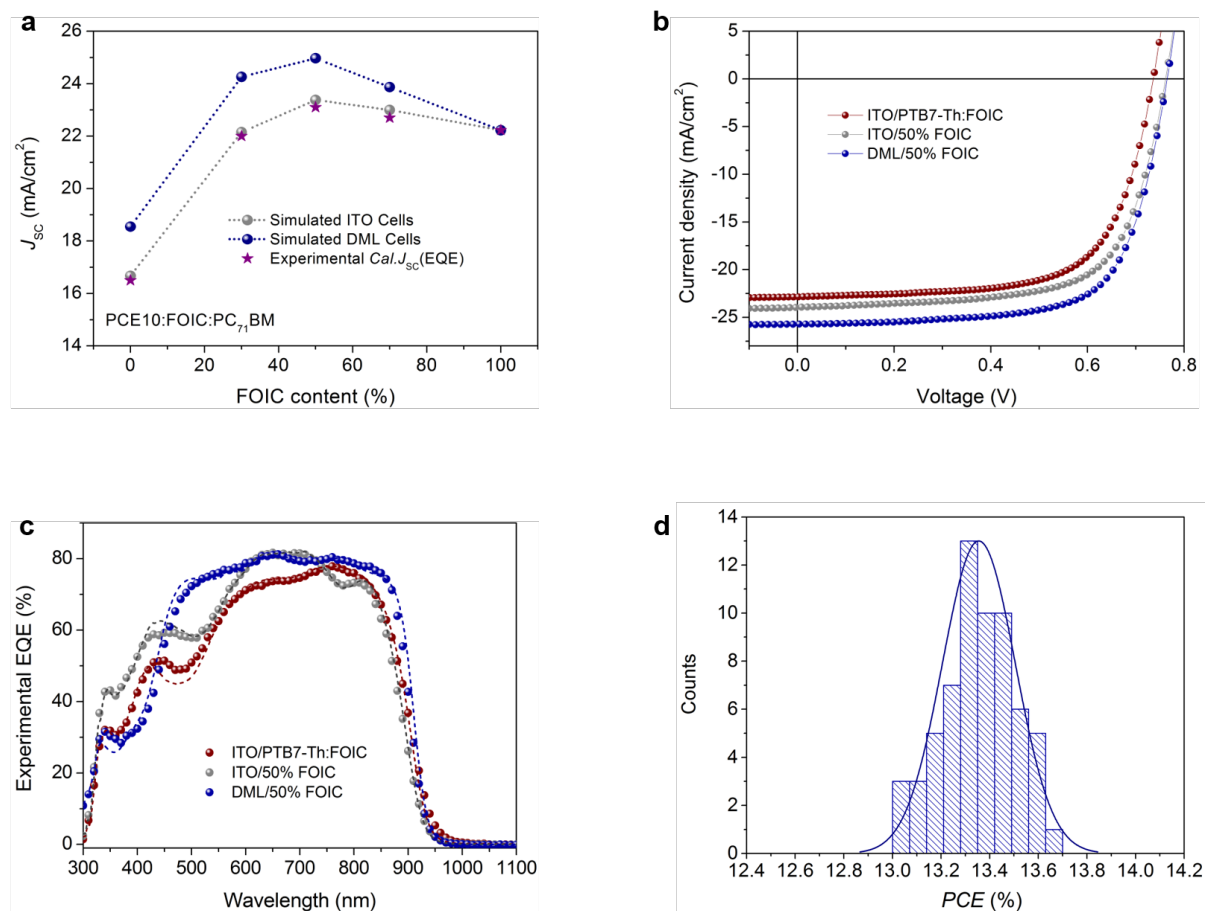 a
26
24
22
20
18
16
14
J_SC (mA/cm²)
Simulated ITO Cells
Simulated DML Cells
Experimental Cal.J_SC(EQE)
PCE10:FOIC:PC₇₁BM
0 20 40 60 80 100
FOIC content (%)
b
5
0
-5
-10
-15
-20
-25
Current density (mA/cm²)
ITO/PTB7-Th:FOIC
ITO/50% FOIC
DML/50% FOIC
0.0 0.2 0.4 0.6 0.8
Voltage (V)
c
80
60
40
20
0
Experimental EQE (%)
ITO/PTB7-Th:FOIC
ITO/50% FOIC
DML/50% FOIC
300 400 500 600 700 800 900 1000 1100
Wavelength (nm)
d
14
12
10
8
6
4
2
0
Counts
12.4 12.6 12.8 13.0 13.2 13.4 13.6 13.8 14.0 14.2
PCE (%)